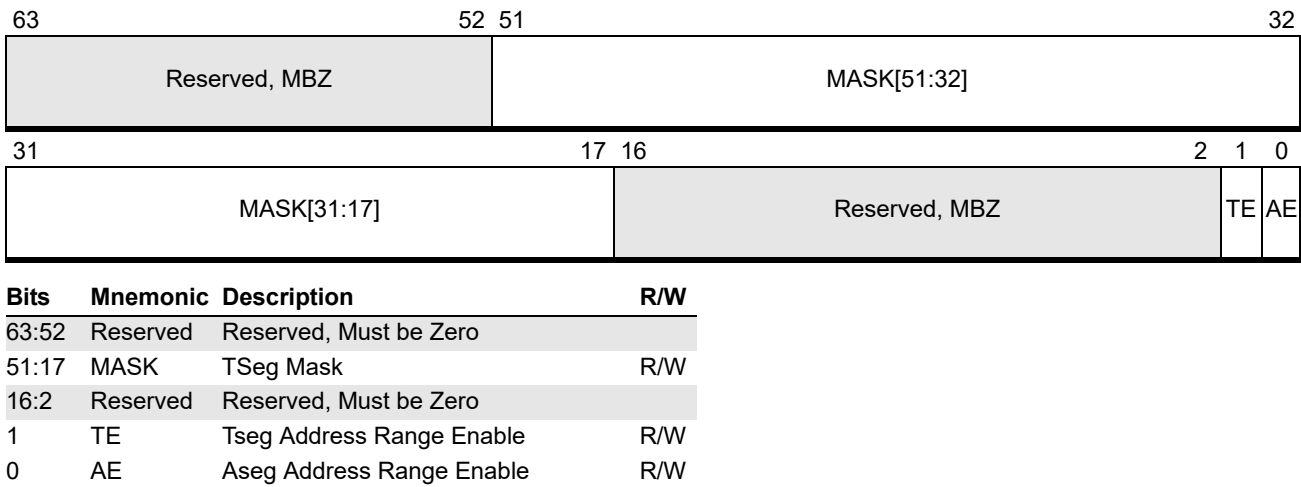 63 52 51 32
Reserved, MBZ MASK[51:32]
31 17 16 2 1 0
MASK[31:17] Reserved, MBZ TE AE
Bits Mnemonic Description R/W
63:52 Reserved Reserved, Must be Zero
51:17 MASK TSeg Mask R/W
16:2 Reserved Reserved, Must be Zero
1 TE Tseg Address Range Enable R/W
0 AE Aseg Address Range Enable R/W